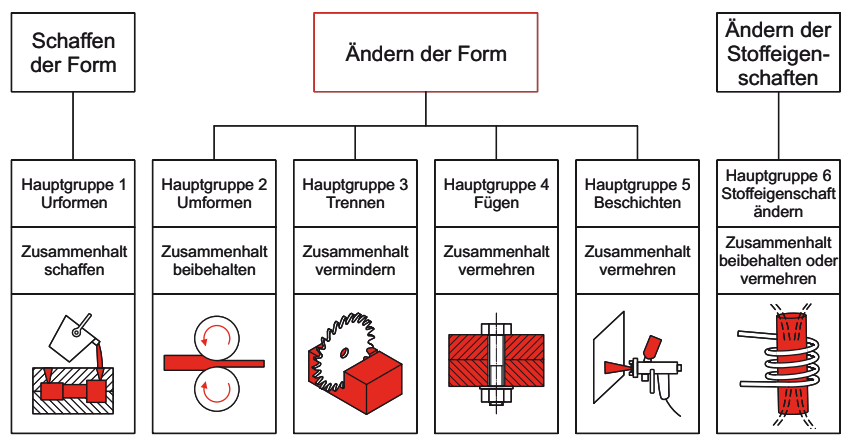 Schaffen
der Form
Ändern der Form
Ändern der
Stoffeigen-
schaften
Hauptgruppe 1
Urformen
Zusammenhalt
schaffen
Hauptgruppe 2
Umformen
Zusammenhalt
beibehalten
Hauptgruppe 3
Trennen
Zusammenhalt
vermindern
Hauptgruppe 4
Fügen
Zusammenhalt
vermehren
Hauptgruppe 5
Beschichten
Zusammenhalt
vermehren
Hauptgruppe 6
Stoffeigenschaft
ändern
Zusammenhalt
beibehalten oder
vermehren